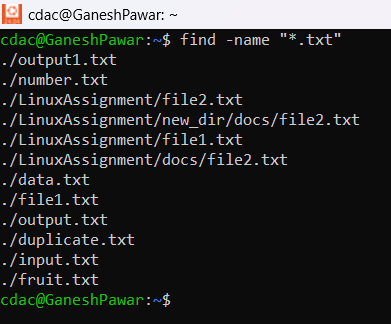 cdac@GaneshPawar: ~
cdac@GaneshPawar:~$ find -name "*.txt"
./output1.txt
./number.txt
./LinuxAssignment/file2.txt
./LinuxAssignment/new_dir/docs/file2.txt
./LinuxAssignment/file1.txt
./LinuxAssignment/docs/file2.txt
./data.txt
./file1.txt
./output.txt
./duplicate.txt
./input.txt
./fruit.txt
cdac@GaneshPawar:~$